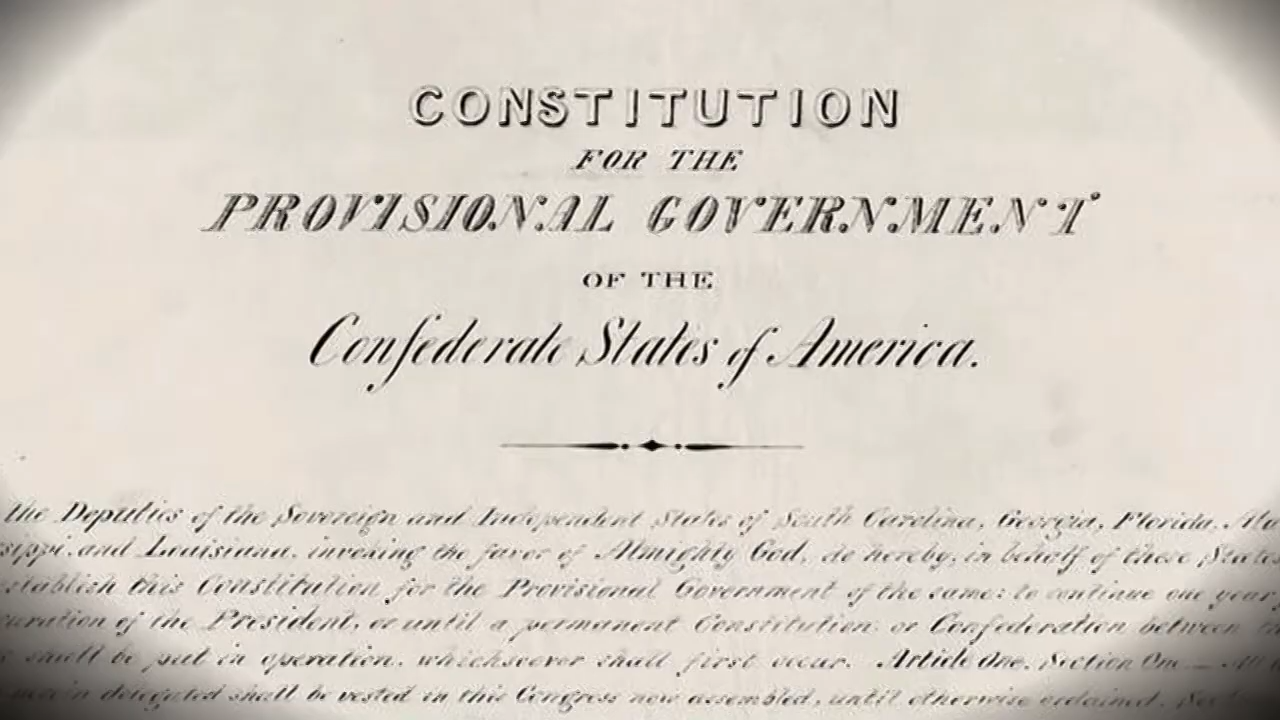 CONSTITUTION
FOR THE
PROVISIONAL GOVERNMENT
OF THE
Confederate States of America.
the Deputies of the Sovereign and Independent States of South Carolina, Georgia, Florida, Ala
sippi, and Louisiana, invoking the favor of Almighty God, do hereby, in behalf of these States
stablish this Constitution for the Provisional Government of the same: to continue one year,
uration of the President, or until a permanent Constitution or Confederation between
shall be put in operation, whichsoever shall first occur. Article One. Section One — All
herein delegated shall be vested in this Congress now assembled, until otherwise ordained.